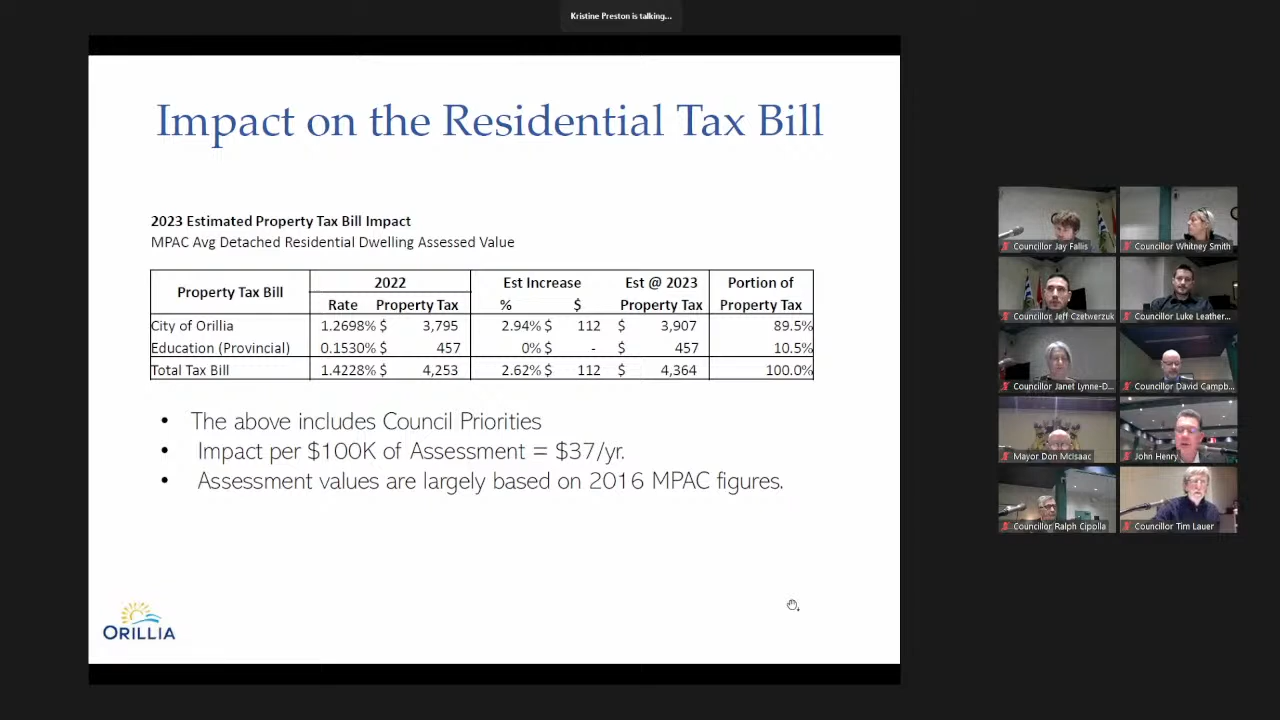 Kristine Preston is talking...
Impact on the Residential Tax Bill
2023 Estimated Property Tax Bill Impact
MPAC Avg Detached Residential Dwelling Assessed Value
Property Tax Bill 2022 Est Increase Est @ 2023 Portion of
Rate Property Tax % $ Property Tax Property Tax
City of Orillia 1.2698% $ 3,795 2.94% $ 112 $ 3,907 89.5%
Education (Provincial) 0.1530% $ 457 0% $ - $ 457 10.5%
Total Tax Bill 1.4228% $ 4,253 2.62% $ 112 $ 4,364 100.0%
• The above includes Council Priorities
• Impact per $100K of Assessment = $37/yr.
• Assessment values are largely based on 2016 MPAC figures.
ORILLIA
Councillor Jay Fallis
Councillor Whitney Smith
Councillor Jeff Czetwerzuk
Councillor Luke Leather...
Councillor Janet Lynne-D...
Councillor David Campb...
Mayor Don McIsaac
John Henry
Councillor Ralph Cipolla
Councillor Tim Lauer